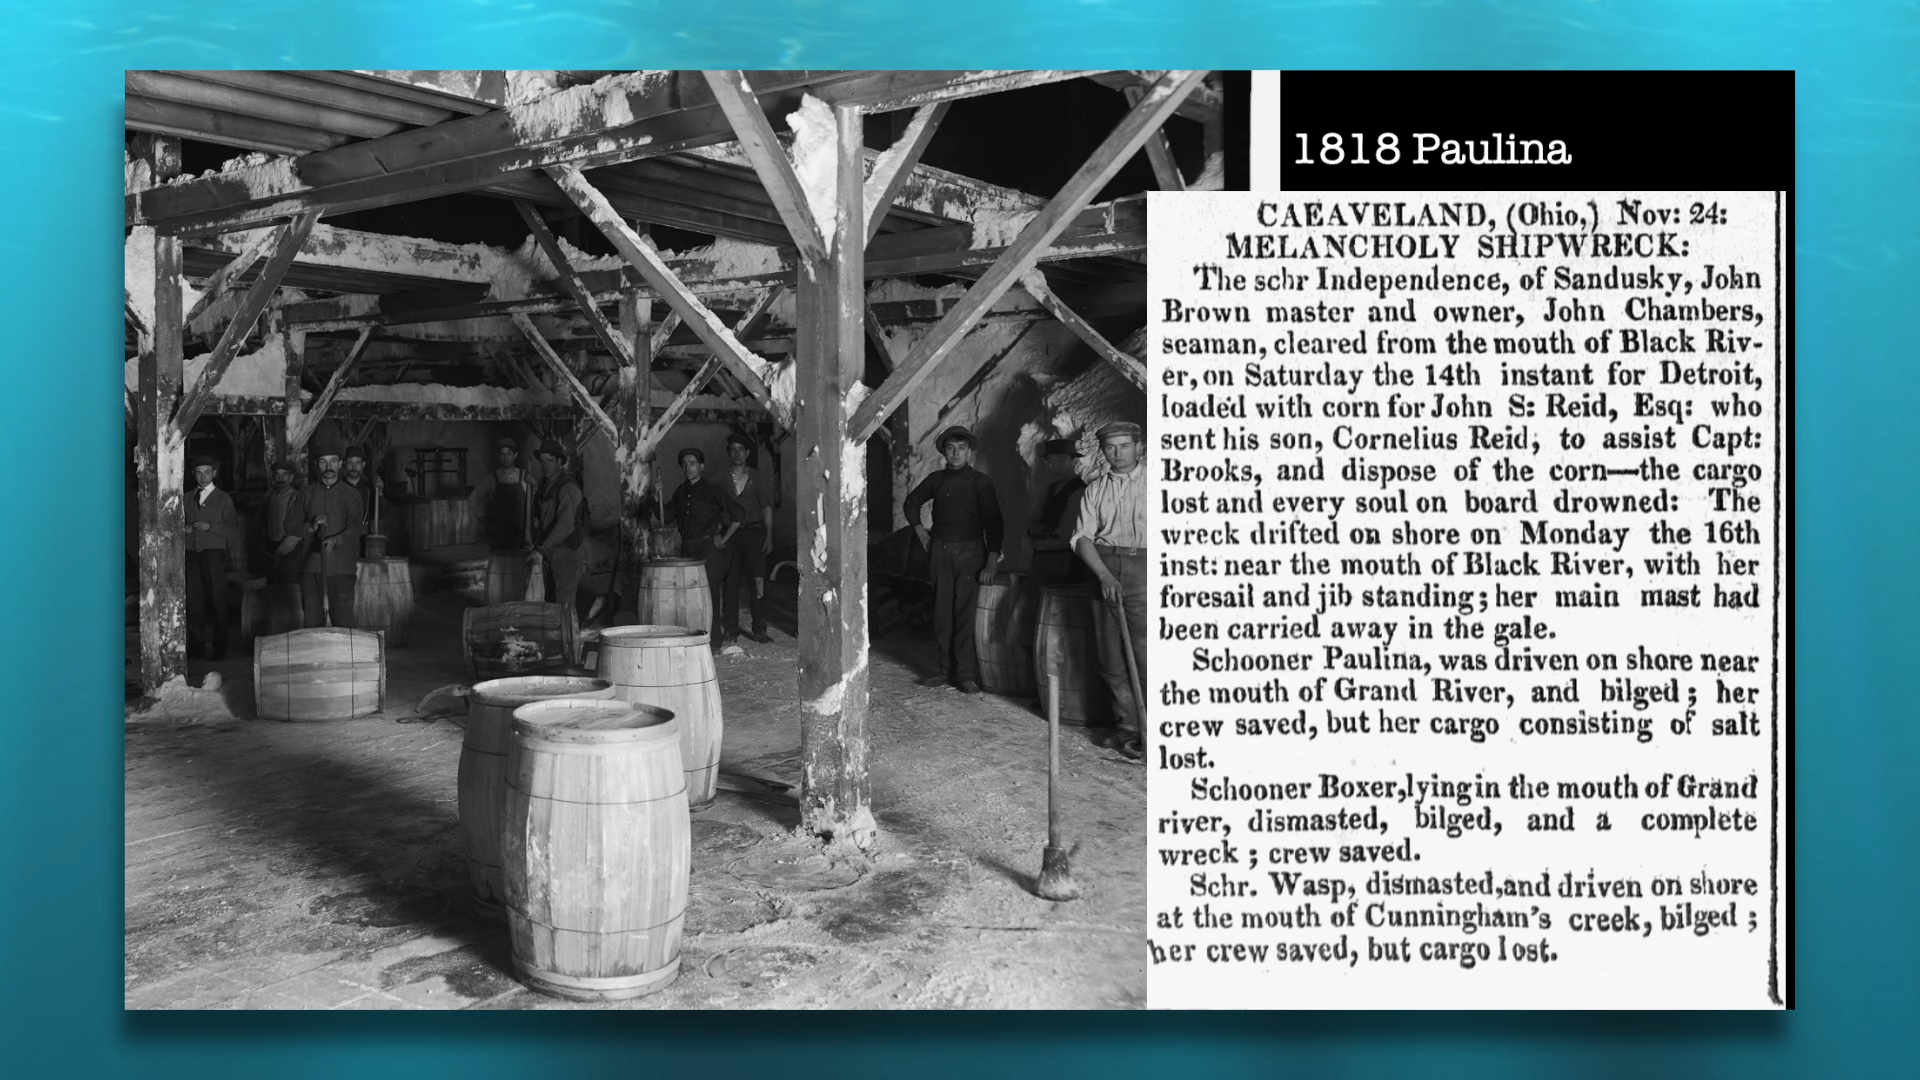 1818 Paulina
CAEAVELAND, (Ohio,) Nov: 24:
MELANCHOLY SHIPWRECK:
The schr Independence, of Sandusky, John
Brown master and owner, John Chambers,
seaman, cleared from the mouth of Black Riv-
er, on Saturday the 14th instant for Detroit,
loaded with corn for John S: Reid, Esq: who
sent his son, Cornelius Reid, to assist Capt:
Brooks, and dispose of the corn—the cargo
lost and every soul on board drowned: The
wreck drifted on shore on Monday the 16th
inst: near the mouth of Black River, with her
foresail and jib standing; her main mast had
been carried away in the gale.
Schooner Paulina, was driven on shore near
the mouth of Grand River, and bilged; her
crew saved, but her cargo consisting of salt
lost.
Schooner Boxer, lying in the mouth of Grand
river, dismasted, bilged, and a complete
wreck; crew saved.
Schr. Wasp, dismasted, and driven on shore
at the mouth of Cunningham's creek, bilged;
her crew saved, but cargo lost.